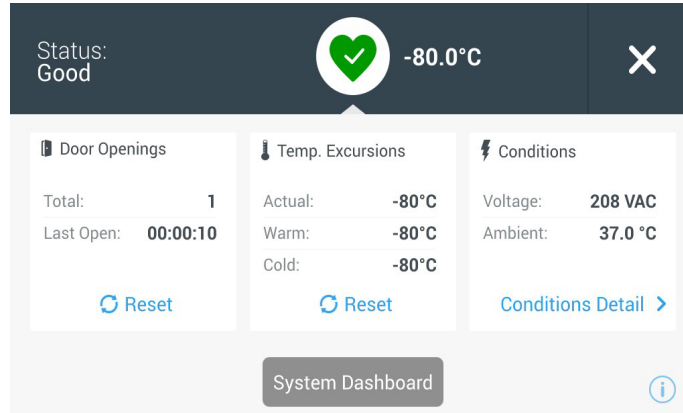 Status:
Good
-80.0°C
Door Openings
Total: 1
Last Open: 00:00:10
Reset
Temp. Excursions
Actual: -80°C
Warm: -80°C
Cold: -80°C
Reset
Conditions
Voltage: 208 VAC
Ambient: 37.0 °C
Conditions Detail
System Dashboard